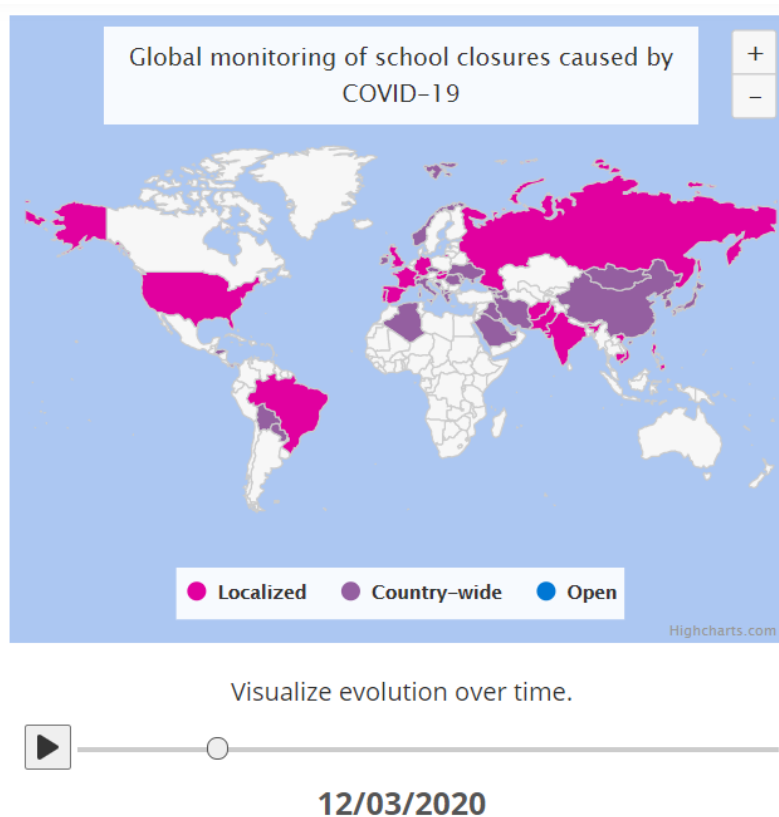 Global monitoring of school closures caused by
COVID-19
+
-
Localized Country-wide Open
Highcharts.com
Visualize evolution over time.
12/03/2020